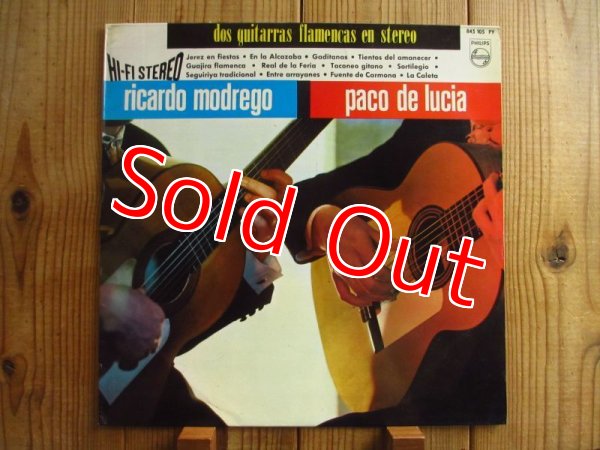 dos guitarras flamencas en stereo
845 105 PY
PHILIPS
HI-FI STEREO
Jerez en fiestas • En la Alcazaba • Gaditanas • Tientos del amanecer •
Guajira flamenca • Real de la Feria • Taconeo gitano • Sortilegio •
Seguiriya tradicional • Entre arrayanes • Fuente de Carmona • La Caleta
ricardo modrego
paco de lucia
Sold Out